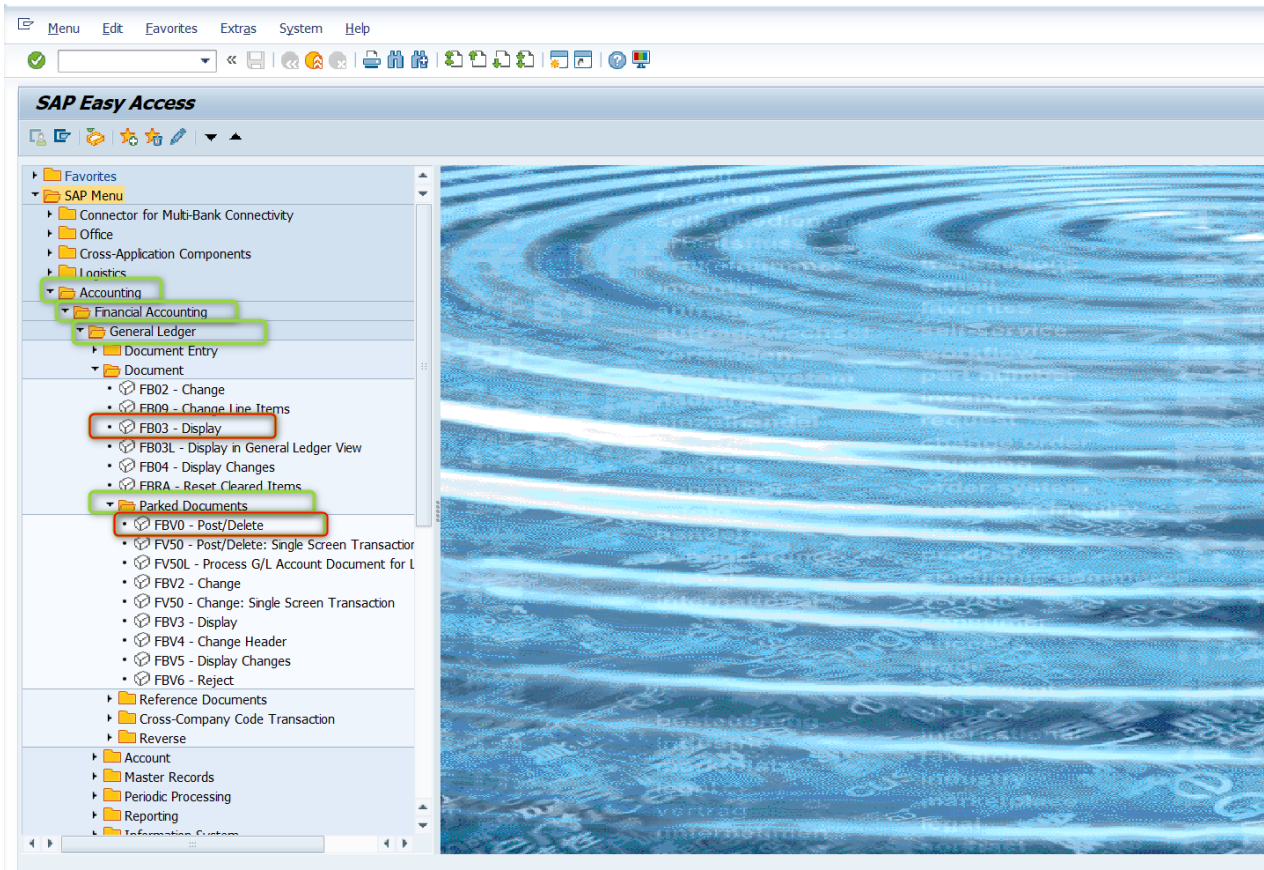 Menu Edit Favorites Extras System Help
SAP Easy Access
Favorites
SAP Menu
Connector for Multi-Bank Connectivity
Office
Cross-Application Components
Logistics
Accounting
Financial Accounting
General Ledger
Document Entry
Document
FB02 - Change
FB09 - Change Line Items
FB03 - Display
FB03L - Display in General Ledger View
FB04 - Display Changes
FBRA - Reset Cleared Items
Parked Documents
FBV0 - Post/Delete
FV50 - Post/Delete: Single Screen Transaction
FV50L - Process G/L Account Document for L
FBV2 - Change
FV50 - Change: Single Screen Transaction
FBV3 - Display
FBV4 - Change Header
FBV5 - Display Changes
FBV6 - Reject
Reference Documents
Cross-Company Code Transaction
Reverse
Account
Master Records
Periodic Processing
Reporting
Information System